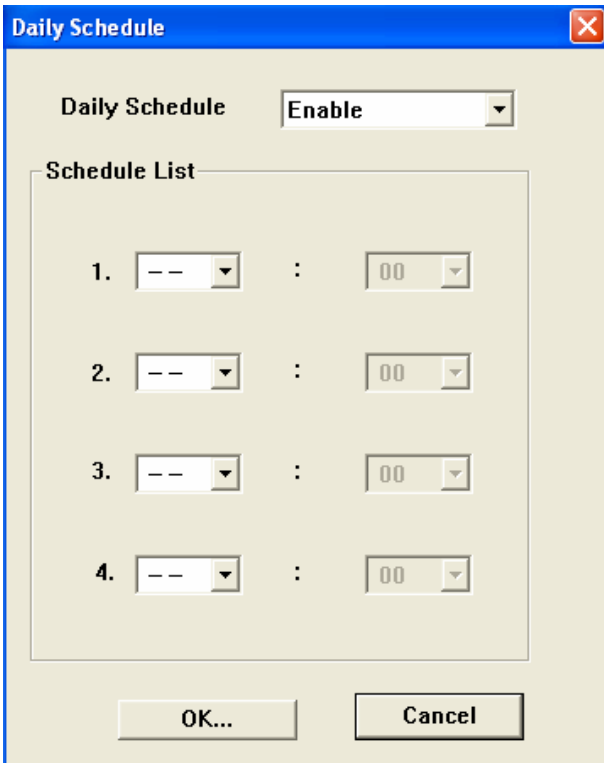 Daily Schedule
Daily Schedule Enable
Schedule List
1. -- : 00
2. -- : 00
3. -- : 00
4. -- : 00
OK... Cancel